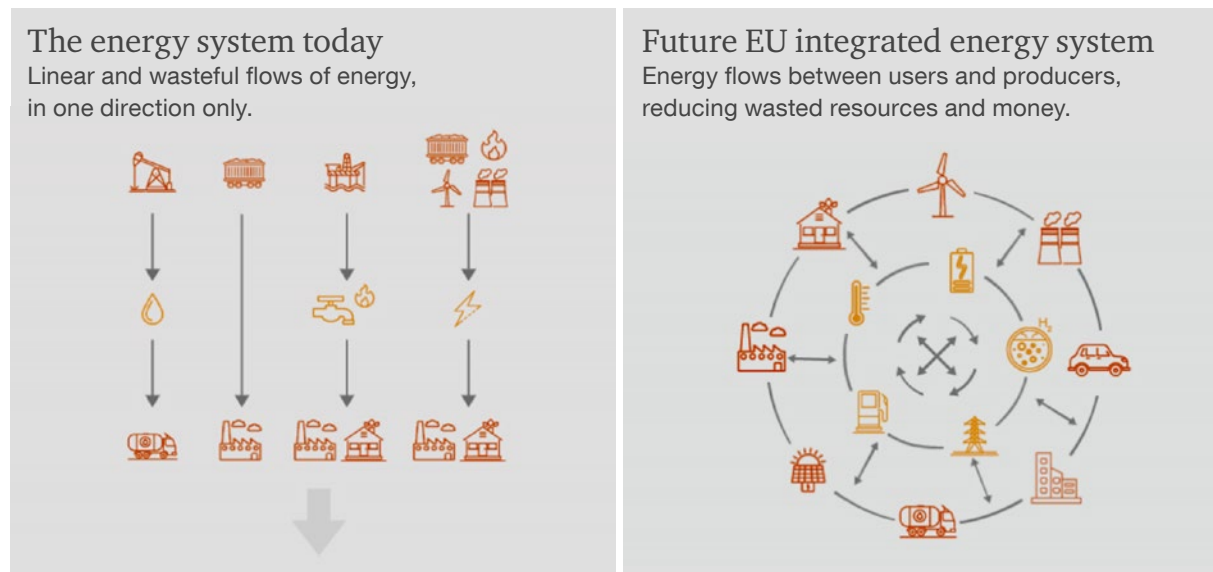 The energy system today
Linear and wasteful flows of energy,
in one direction only.
Future EU integrated energy system
Energy flows between users and producers,
reducing wasted resources and money.
H₂